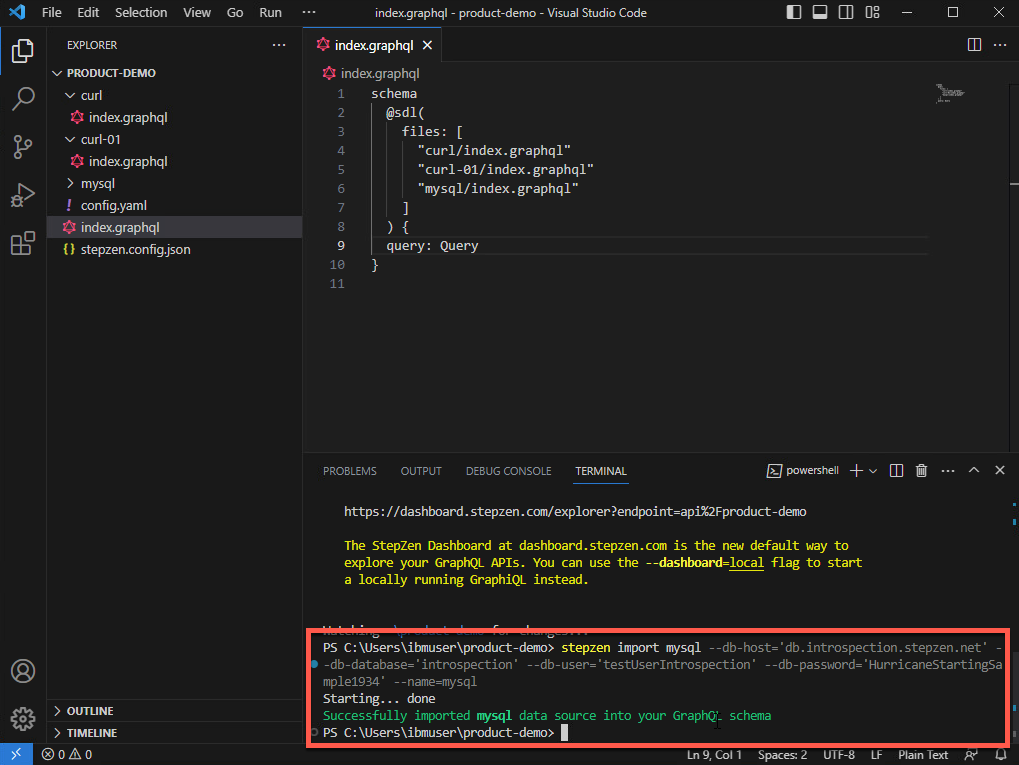 File Edit Selection View Go Run ··· index.graphql - product-demo - Visual Studio Code
EXPLORER ···
PRODUCT-DEMO
curl
index.graphql
curl-01
index.graphql
mysql
! config.yaml
index.graphql
{} stepzen.config.json
OUTLINE
TIMELINE
index.graphql
index.graphql
1 schema
2 @sdl(
3 files: [
4 "curl/index.graphql"
5 "curl-01/index.graphql"
6 "mysql/index.graphql"
7 ]
8 ) {
9 query: Query
10 }
11
PROBLEMS OUTPUT DEBUG CONSOLE TERMINAL powershell
https://dashboard.stepzen.com/explorer?endpoint=api%2Fproduct-demo
The StepZen Dashboard at dashboard.stepzen.com is the new default way to
explore your GraphQL APIs. You can use the --dashboard=local flag to start
a locally running GraphiQL instead.
PS C:\Users\ibmuser\product-demo> stepzen import mysql --db-host='db.introspection.stepzen.net' -
-db-database='introspection' --db-user='testUserIntrospection' --db-password='HurricaneStartingSa
mple1934' --name=mysql
Starting... done
Successfully imported mysql data source into your GraphQL schema
PS C:\Users\ibmuser\product-demo>
0 0 Ln 9, Col 1 Spaces: 2 UTF-8 LF Plain Text